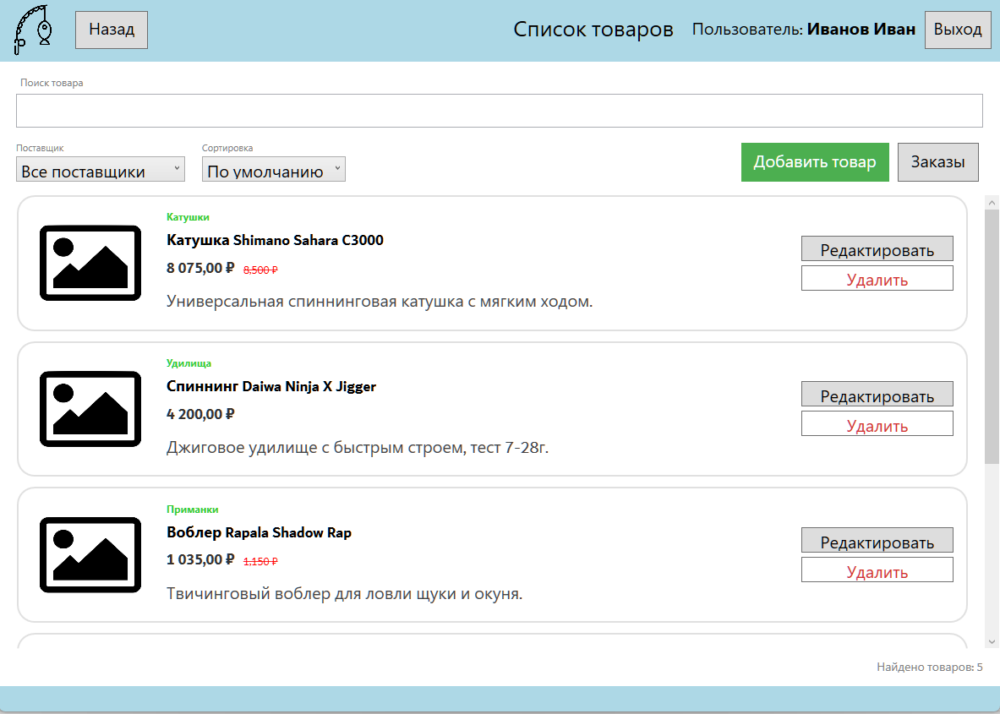 Назад
Список товаров
Пользователь: Иванов Иван
Выход
Поиск товара
Поставщик
Сортировка
Все поставщики
По умолчанию
Добавить товар
Заказы
Катушки
Катушка Shimano Sahara C3000
8 075,00 ₽ 8,500 ₽
Универсальная спиннинговая катушка с мягким ходом.
Редактировать
Удалить
Удилища
Спиннинг Daiwa Ninja X Jigger
4 200,00 ₽
Джиговое удилище с быстрым строем, тест 7-28г.
Редактировать
Удалить
Приманки
Воблер Rapala Shadow Rap
1 035,00 ₽ 1,150 ₽
Твичинговый воблер для ловли щуки и окуня.
Редактировать
Удалить
Найдено товаров: 5